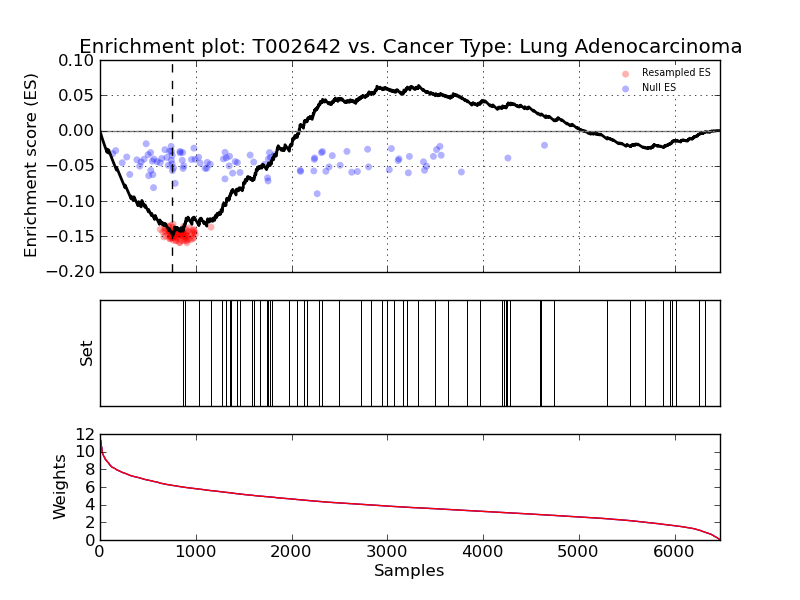 Enrichment plot: T002642 vs. Cancer Type: Lung Adenocarcinoma
Enrichment score (ES)
0.10
0.05
0.00
−0.05
−0.10
−0.15
−0.20
Resampled ES
Null ES
Set
Weights
12
10
8
6
4
2
0
0 1000 2000 3000 4000 5000 6000
Samples